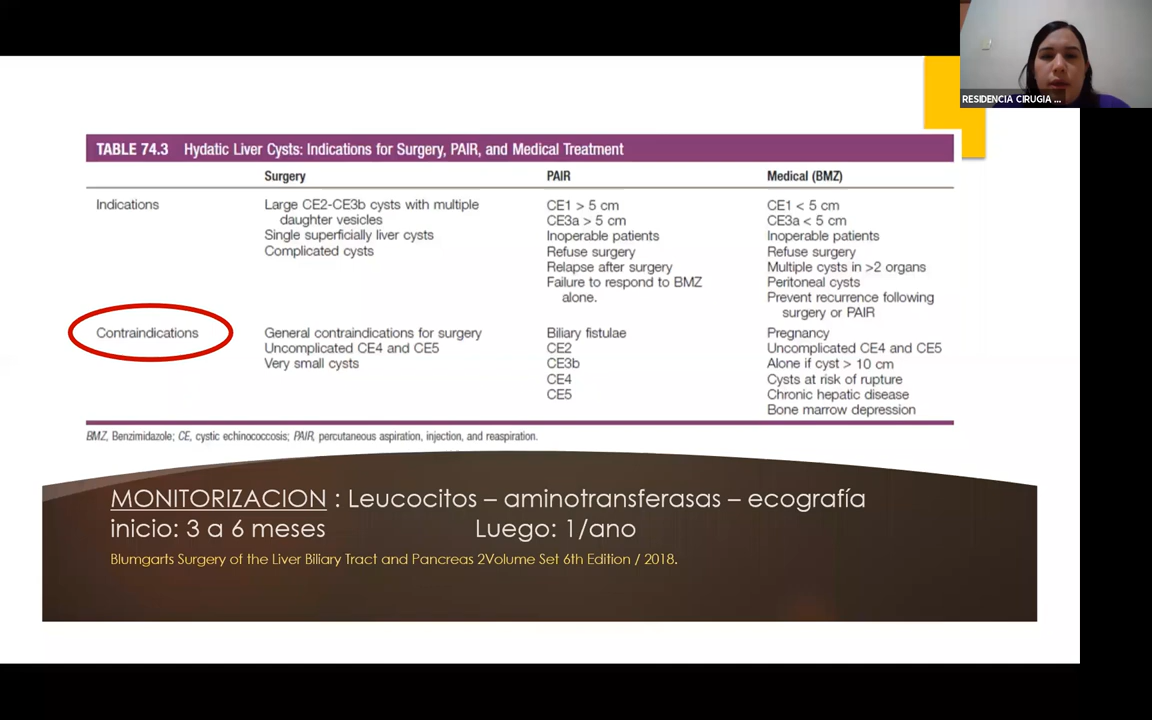 RESIDENCIA CIRUGIA ...
TABLE 74.3 Hydatic Liver Cysts: Indications for Surgery, PAIR, and Medical Treatment
Surgery PAIR Medical (BMZ)
Indications Large CE2-CE3b cysts with multiple CE1 > 5 cm CE1 < 5 cm
daughter vesicles CE3a > 5 cm CE3a < 5 cm
Single superficially liver cysts Inoperable patients Inoperable patients
Complicated cysts Refuse surgery Refuse surgery
Relapse after surgery Multiple cysts in >2 organs
Failure to respond to BMZ Peritoneal cysts
alone. Prevent recurrence following
surgery or PAIR
Contraindications General contraindications for surgery Biliary fistulae Pregnancy
Uncomplicated CE4 and CE5 CE2 Uncomplicated CE4 and CE5
Very small cysts CE3b Alone if cyst > 10 cm
CE4 Cysts at risk of rupture
CE5 Chronic hepatic disease
Bone marrow depression
BMZ, Benzimidazole; CE, cystic echinococcosis; PAIR, percutaneous aspiration, injection, and reaspiration.
MONITORIZACION : Leucocitos – aminotransferasas – ecografía
inicio: 3 a 6 meses Luego: 1/ano
Blumgarts Surgery of the Liver Biliary Tract and Pancreas 2Volume Set 6th Edition / 2018.